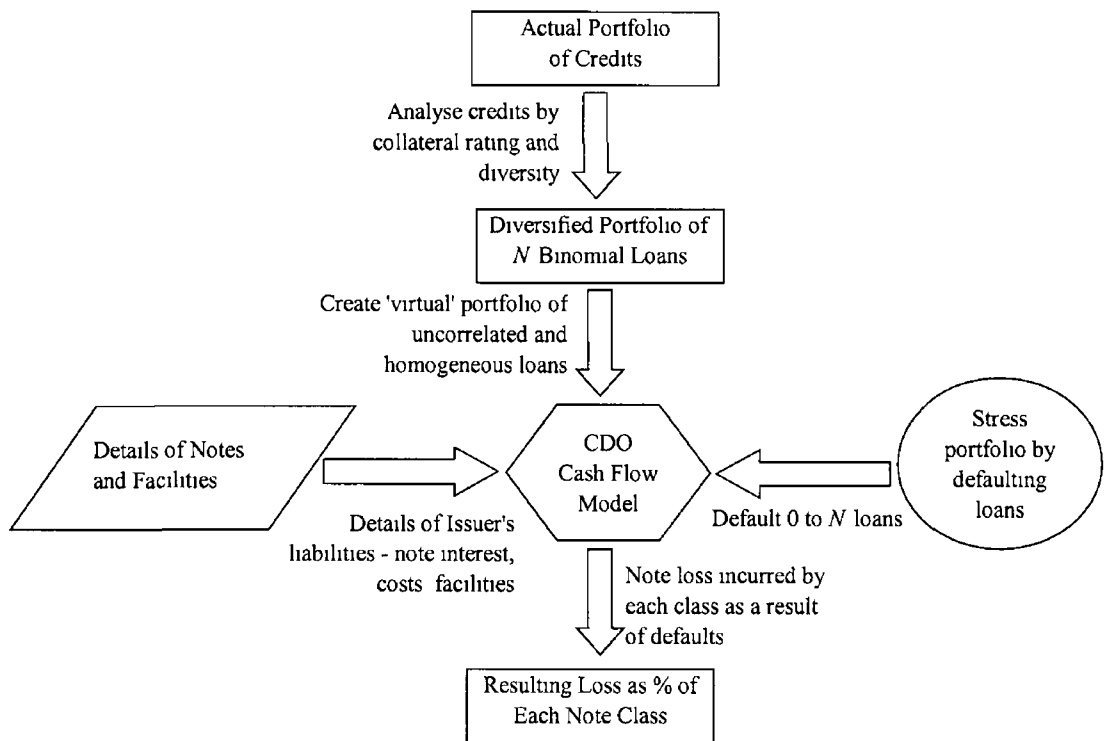 Actual Portfolio
of Credits
Analyse credits by
collateral rating and
diversity
Diversified Portfolio of
N Binomial Loans
Create 'virtual' portfolio of
uncorrelated and
homogeneous loans
Details of Notes
and Facilities
CDO
Cash Flow
Model
Stress
portfolio by
defaulting
loans
Details of Issuer's
liabilities - note interest,
costs facilities
Default 0 to N loans
Note loss incurred by
each class as a result
of defaults
Resulting Loss as % of
Each Note Class